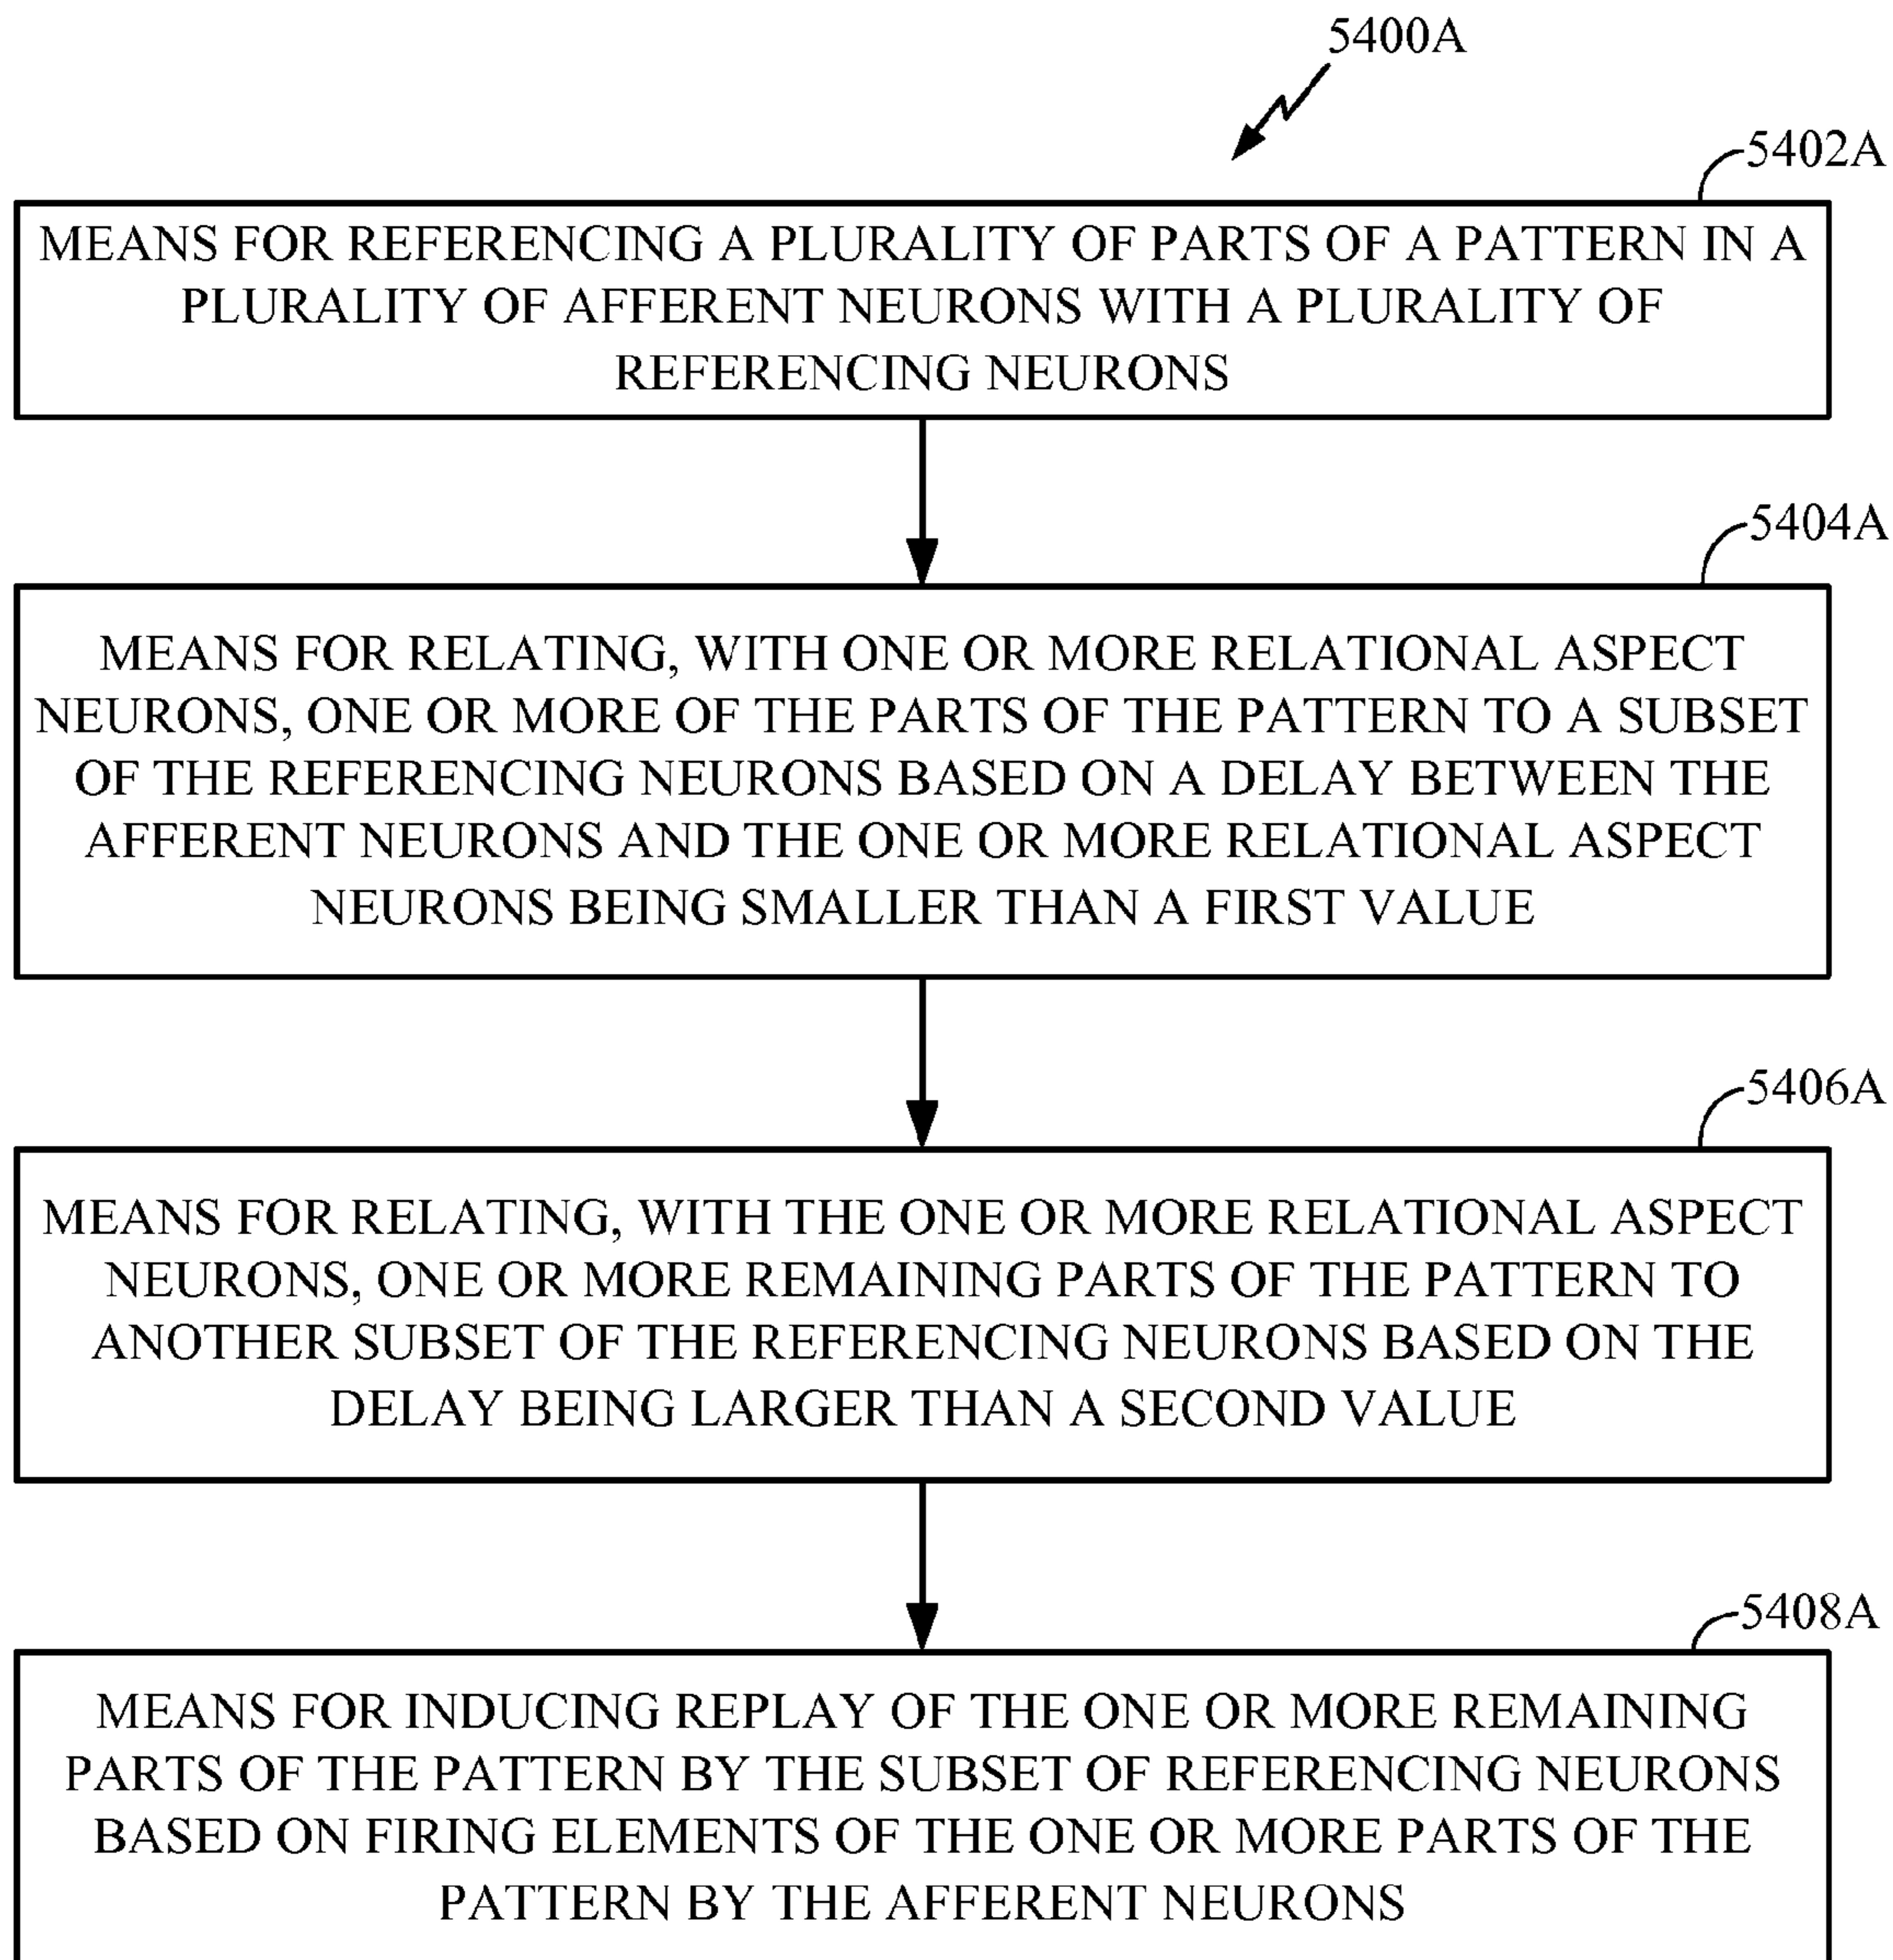 5400A
5402A
MEANS FOR REFERENCING A PLURALITY OF PARTS OF A PATTERN IN A
PLURALITY OF AFFERENT NEURONS WITH A PLURALITY OF
REFERENCING NEURONS
5404A
MEANS FOR RELATING, WITH ONE OR MORE RELATIONAL ASPECT
NEURONS, ONE OR MORE OF THE PARTS OF THE PATTERN TO A SUBSET
OF THE REFERENCING NEURONS BASED ON A DELAY BETWEEN THE
AFFERENT NEURONS AND THE ONE OR MORE RELATIONAL ASPECT
NEURONS BEING SMALLER THAN A FIRST VALUE
5406A
MEANS FOR RELATING, WITH THE ONE OR MORE RELATIONAL ASPECT
NEURONS, ONE OR MORE REMAINING PARTS OF THE PATTERN TO
ANOTHER SUBSET OF THE REFERENCING NEURONS BASED ON THE
DELAY BEING LARGER THAN A SECOND VALUE
5408A
MEANS FOR INDUCING REPLAY OF THE ONE OR MORE REMAINING
PARTS OF THE PATTERN BY THE SUBSET OF REFERENCING NEURONS
BASED ON FIRING ELEMENTS OF THE ONE OR MORE PARTS OF THE
PATTERN BY THE AFFERENT NEURONS